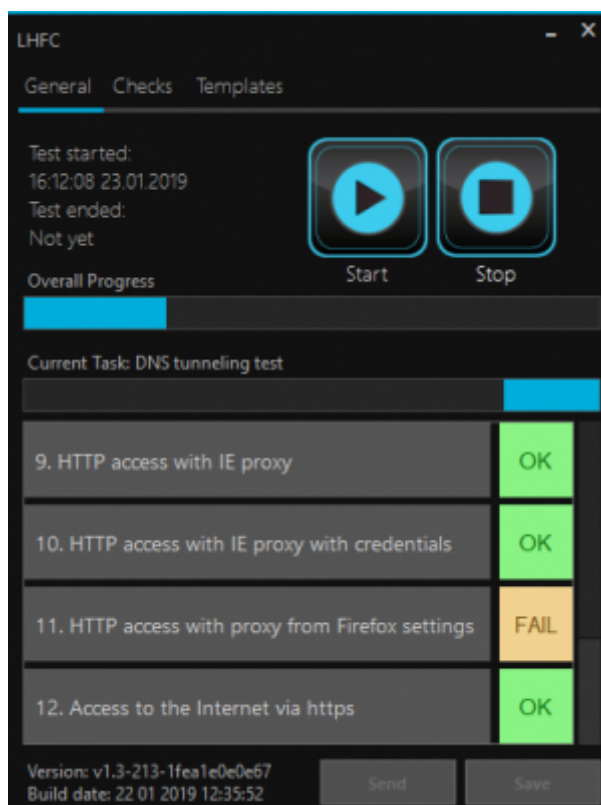 LHFC
General Checks Templates
Test started:
16:12:08 23.01.2019
Test ended:
Not yet
Start Stop
Overall Progress
Current Task: DNS tunneling test
9. HTTP access with IE proxy OK
10. HTTP access with IE proxy with credentials OK
11. HTTP access with proxy from Firefox settings FAIL
12. Access to the Internet via https OK
Version: v1.3-213-1fea1e0e0e67
Build date: 22 01 2019 12:35:52
Send Save